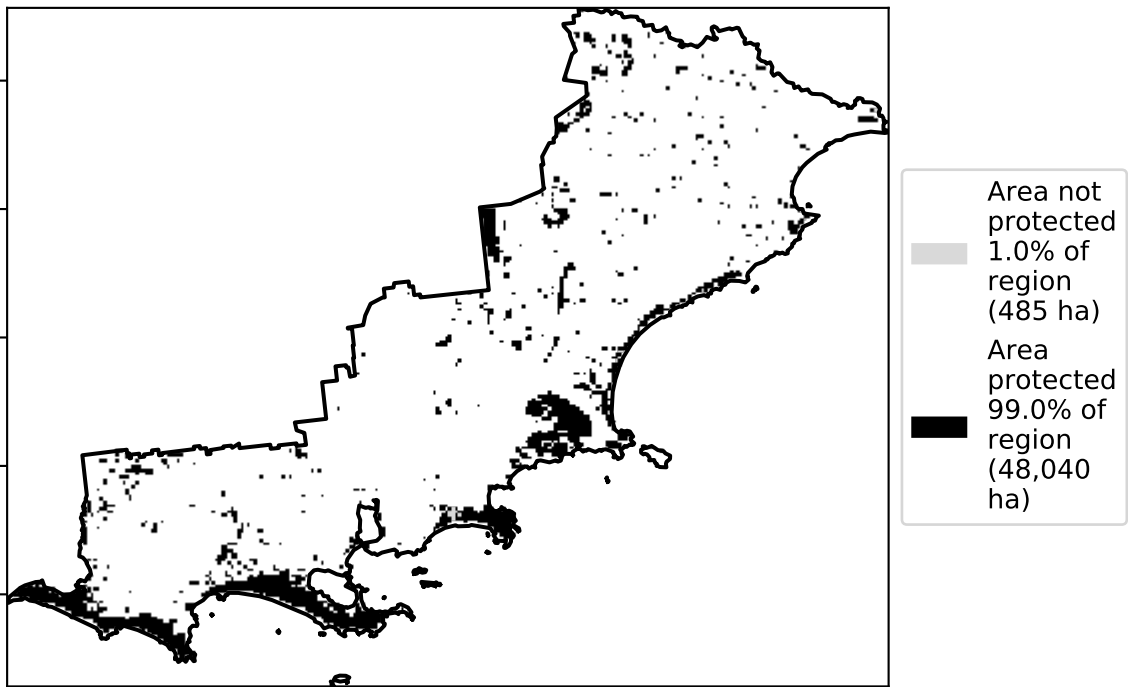 Area not
protected
1.0% of
region
(485 ha)
Area
protected
99.0% of
region
(48,040
ha)